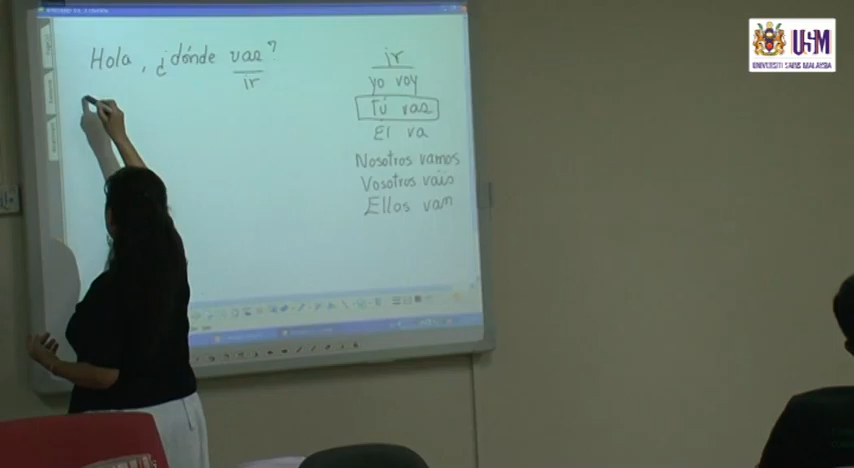 Hola, ¿dónde vas?
ir
ir
yo voy
Tú vas
Él va
Nosotros vamos
Vosotros vais
Ellos van
USM
UNIVERSITI SAINS MALAYSIA